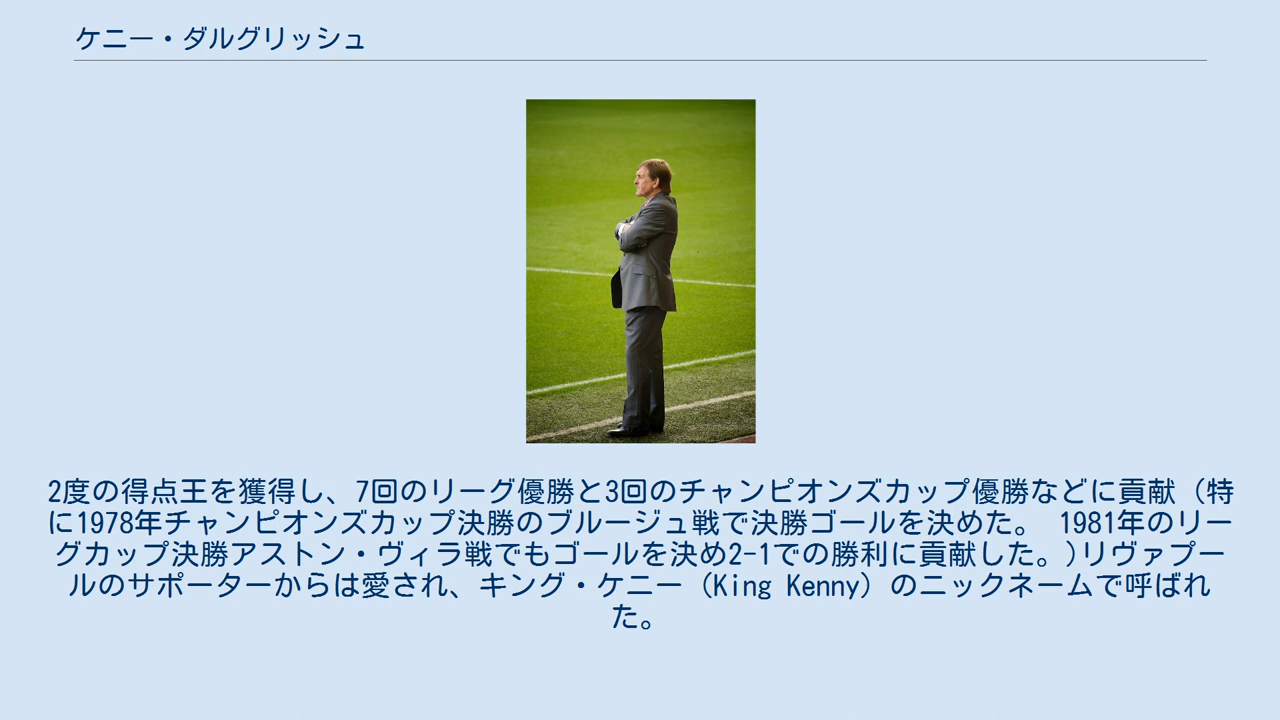 ケニー・ダルグリッシュ
2度の得点王を獲得し、7回のリーグ優勝と3回のチャンピオンズカップ優勝などに貢献（特
に1978年チャンピオンズカップ決勝のブルージュ戦で決勝ゴールを決めた。 1981年のリー
グカップ決勝アストン・ヴィラ戦でもゴールを決め2-1での勝利に貢献した。)リヴァプー
ルのサポーターからは愛され、キング・ケニー（King Kenny）のニックネームで呼ばれ
た。